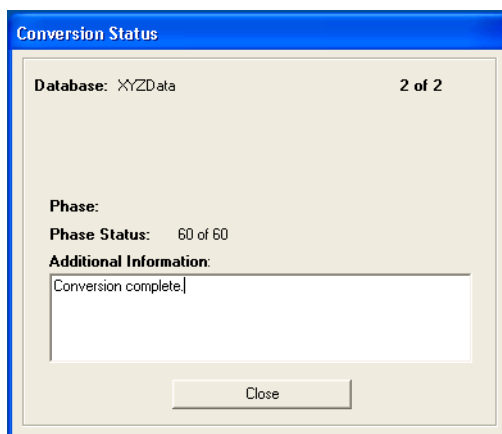 Conversion Status
Database: XYZData 2 of 2
Phase:
Phase Status: 60 of 60
Additional Information:
Conversion complete.
Close